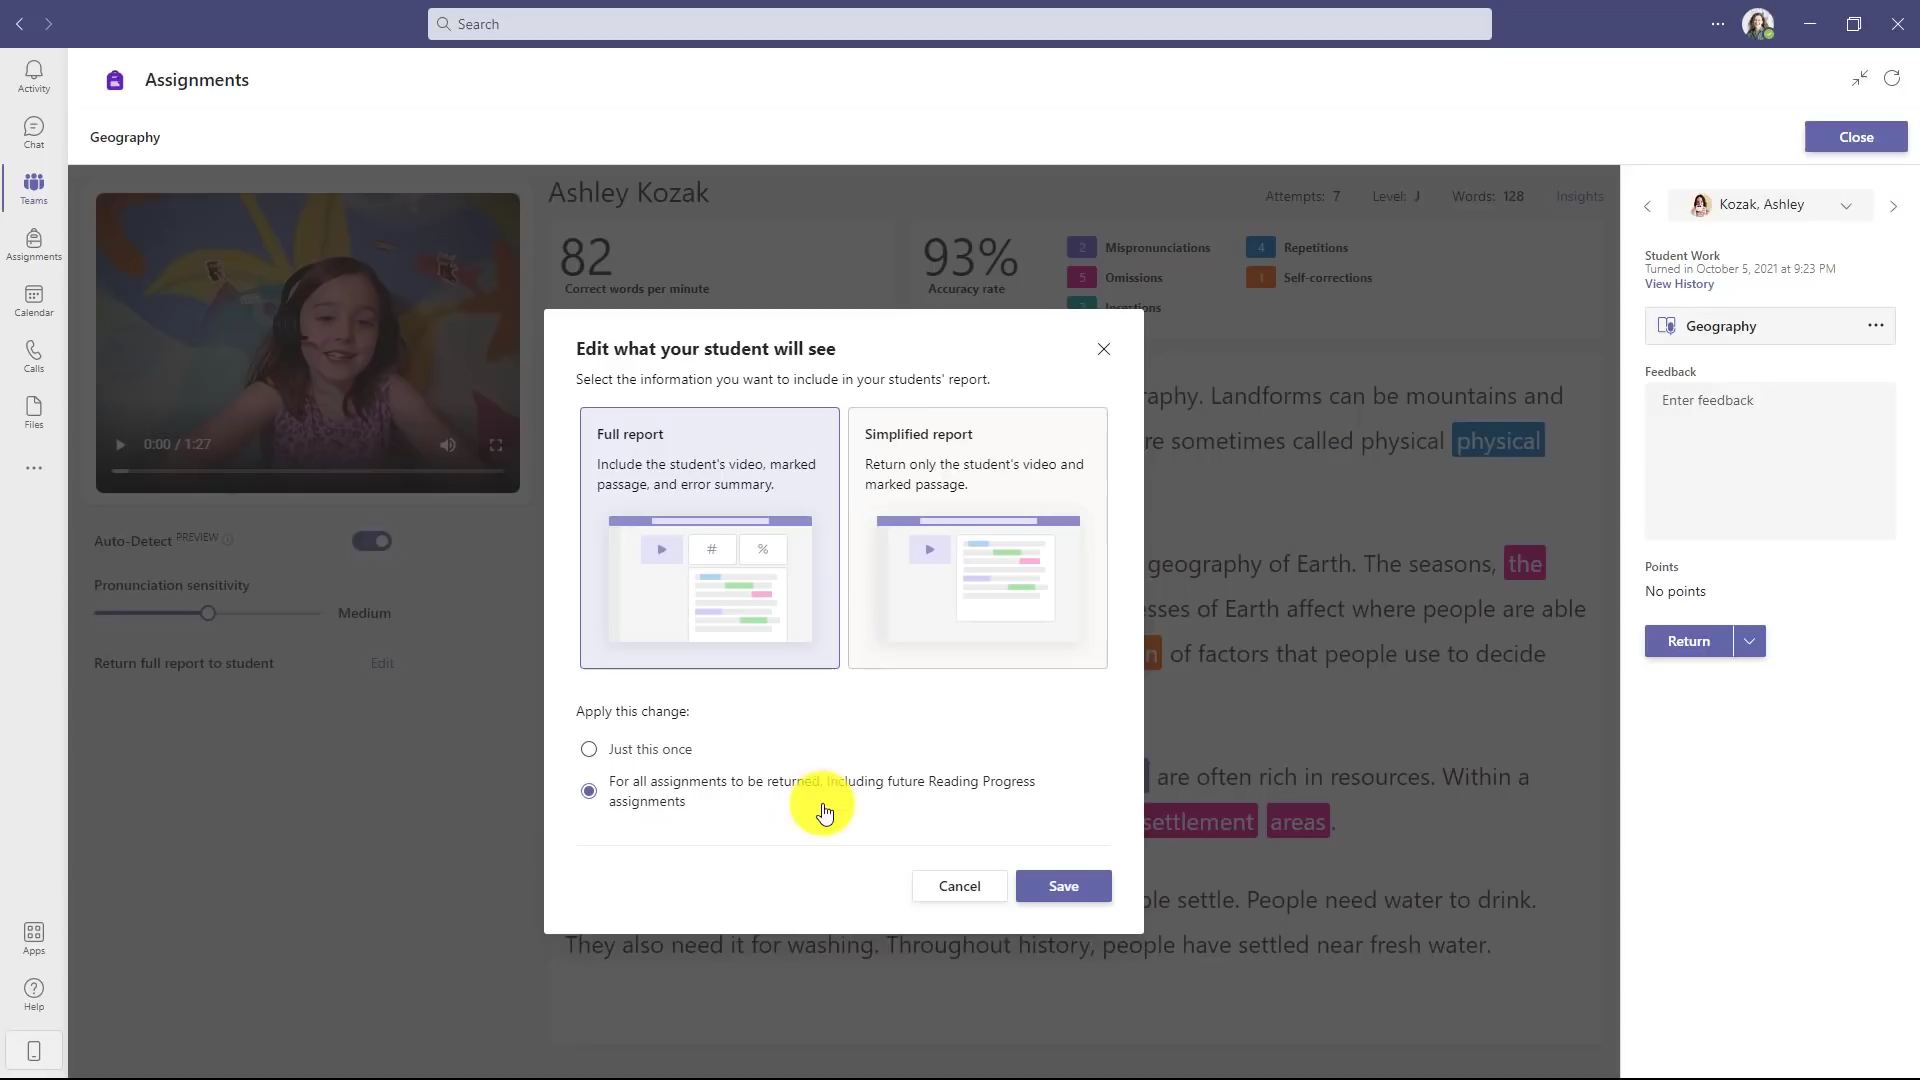 Search
Activity
Chat
Teams
Assignments
Calendar
Calls
Files
Apps
Help
Assignments
Geography
Close
0:00 / 1:27
Auto-Detect PREVIEW
Pronunciation sensitivity
Medium
Return full report to student Edit
Ashley Kozak
Attempts: 7 Level: J Words: 128 Insights
82
Correct words per minute
93%
Accuracy rate
2 Mispronunciations
4 Repetitions
5 Omissions
1 Self-corrections
Insertions
Edit what your student will see
Select the information you want to include in your students' report.
Full report
Include the student's video, marked
passage, and error summary.
# %
Simplified report
Return only the student's video and
marked passage.
Apply this change:
Just this once
For all assignments to be returned, including future Reading Progress
assignments
Cancel
Save
raphy. Landforms can be mountains and
re sometimes called physical physical
geography of Earth. The seasons, the
sses of Earth affect where people are able
n of factors that people use to decide
are often rich in resources. Within a
settlement areas.
ple settle. People need water to drink.
They also need it for washing. Throughout history, people have settled near fresh water.
Kozak, Ashley
Student Work
Turned in October 5, 2021 at 9:23 PM
View History
Geography
Feedback
Enter feedback
Points
No points
Return